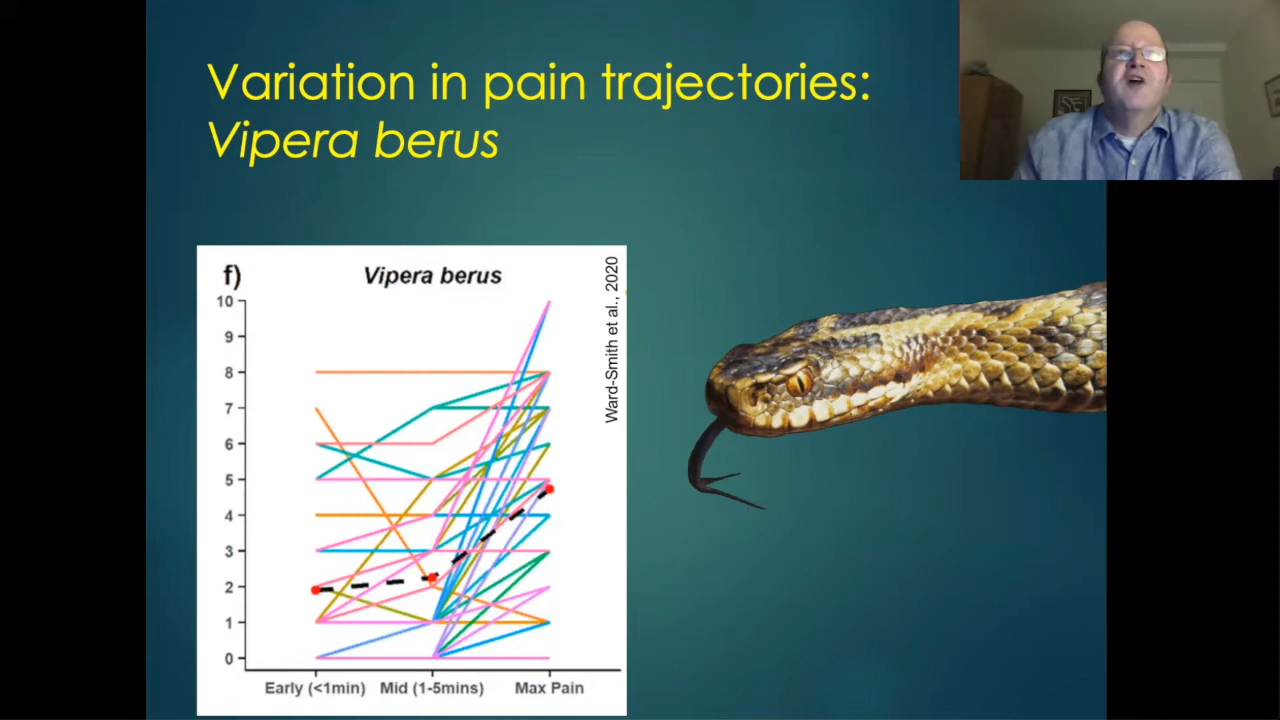 Variation in pain trajectories:
Vipera berus
f)
Vipera berus
Ward-Smith et al., 2020
10
9
8
7
6
5
4
3
2
1
0
Early (<1min)
Mid (1-5mins)
Max Pain